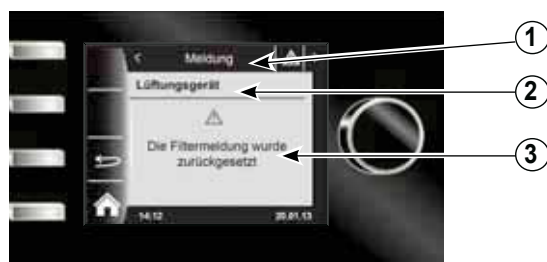 Meldung
1
Lüftungsgerät
2
Die Filtermeldung wurde
zurückgesetzt
3
14:12
20.01.13